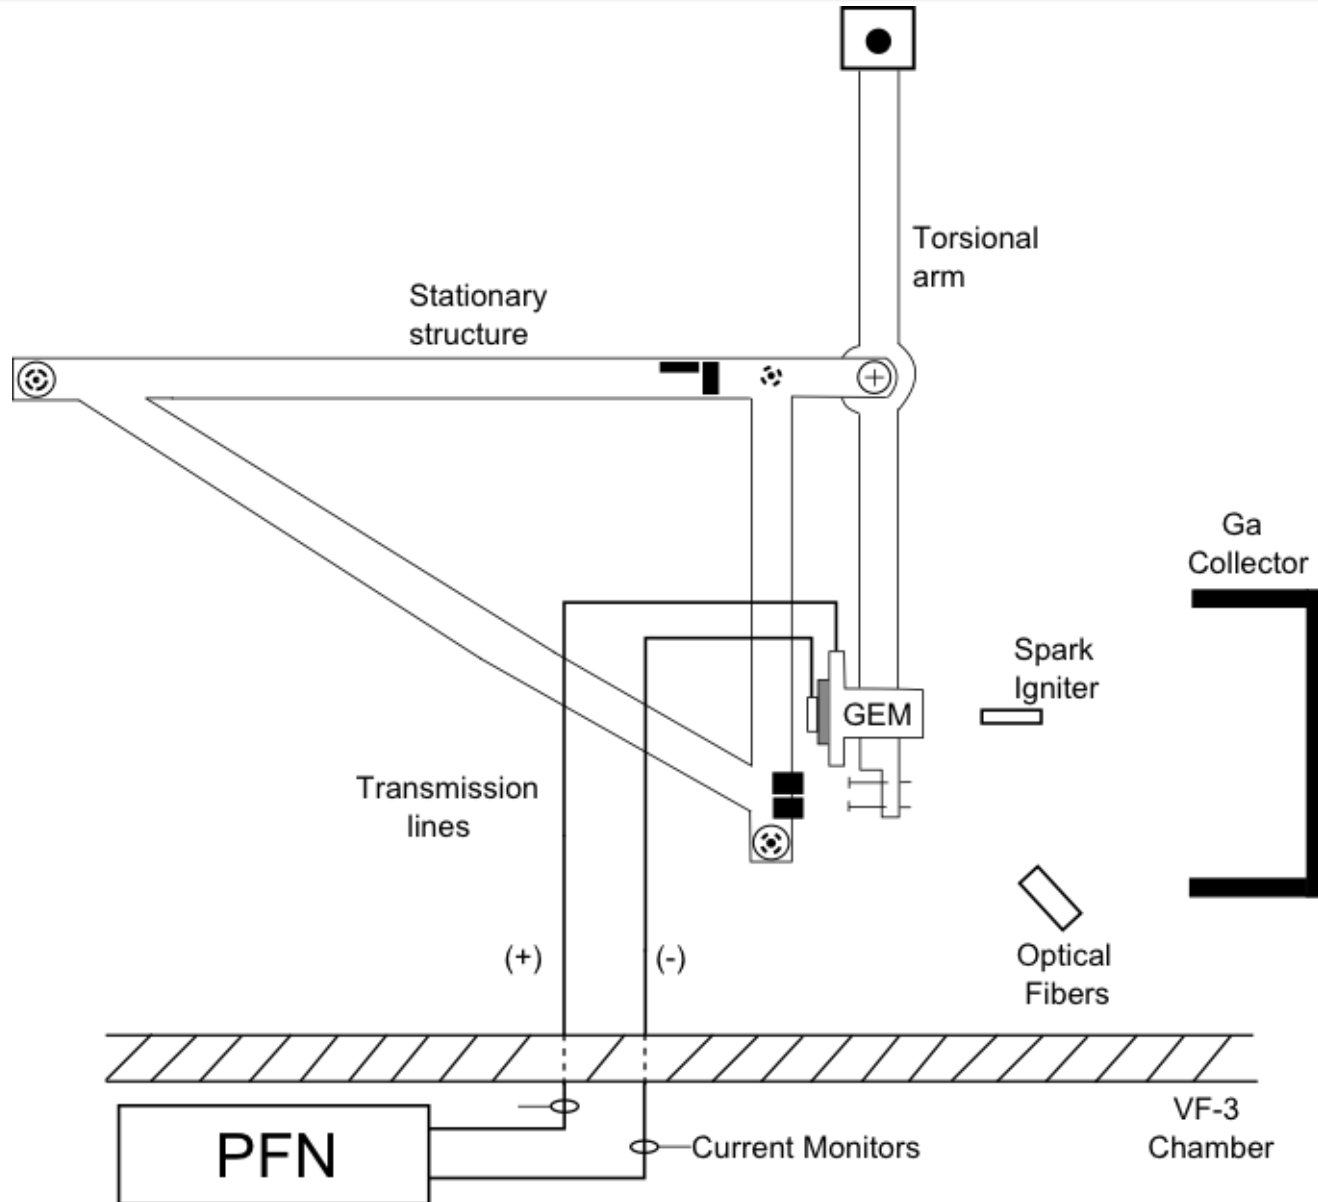 Torsional
arm
Stationary
structure
Ga
Collector
Spark
Igniter
GEM
Transmission
lines
(+)
(-)
Optical
Fibers
VF-3
Chamber
PFN
Current Monitors